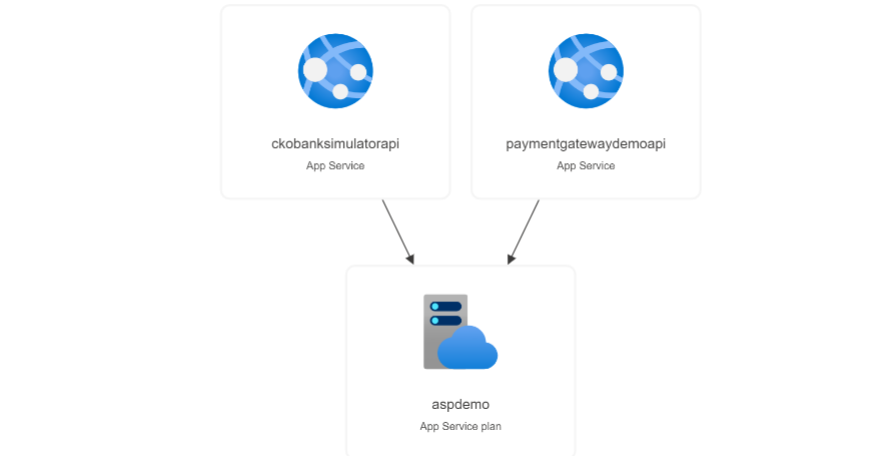 ckobanksimulatorapi
App Service
paymentgatewaydemoapi
App Service
aspdemo
App Service plan